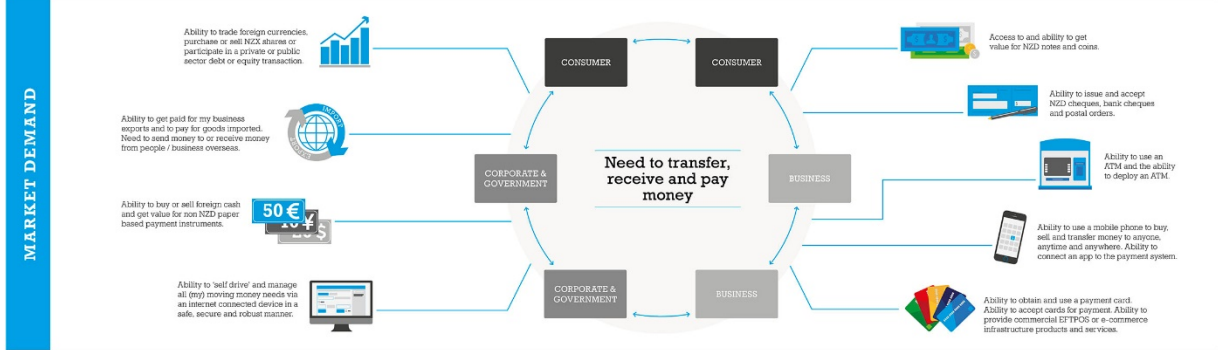 MARKET DEMAND
Ability to trade foreign currencies,
purchase or sell NZX shares or
participate in a private or public
sector debt or equity transaction.
Ability to get paid for my business
exports and to pay for goods imported.
Need to send money to or receive money
from people / business overseas.
IMPORT
EXPORT
Ability to buy or sell foreign cash
and get value for non NZD paper
based payment instruments.
50 €
10 ¥
20 $
Ability to 'self drive' and manage
all (my) moving money needs via
an internet connected device in a
safe, secure and robust manner.
CONSUMER
CONSUMER
CORPORATE &
GOVERNMENT
Need to transfer,
receive and pay
money
BUSINESS
CORPORATE &
GOVERNMENT
BUSINESS
Access to and ability to get
value for NZD notes and coins.
Ability to issue and accept
NZD cheques, bank cheques
and postal orders.
Ability to use an
ATM and the ability
to deploy an ATM.
Ability to use a mobile phone to buy,
sell and transfer money to anyone,
anytime and anywhere. Ability to
connect an app to the payment system.
Ability to obtain and use a payment card.
Ability to accept cards for payment. Ability to
provide commercial EFTPOS or e-commerce
infrastructure products and services.